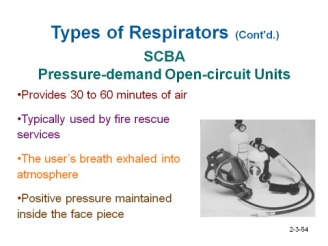 Types of Respirators (Cont'd.)
SCBA
Pressure-demand Open-circuit Units
•Provides 30 to 60 minutes of air
•Typically used by fire rescue
services
•The user's breath exhaled into
atmosphere
•Positive pressure maintained
inside the face piece
2-3-54